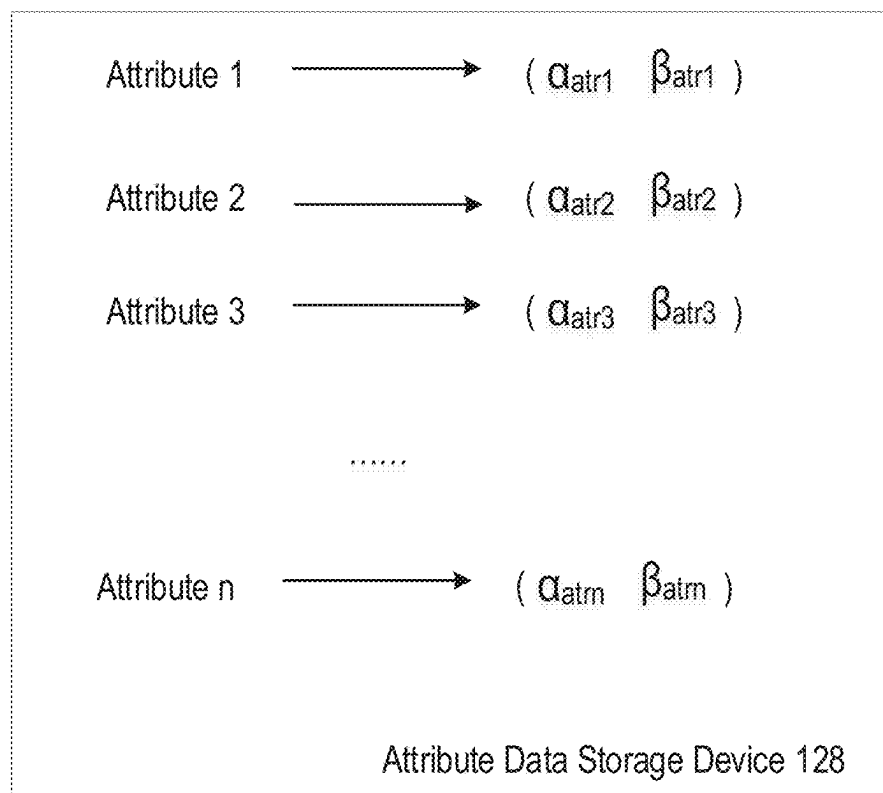 Attribute 1 ( αatr1 βatr1 )
Attribute 2 ( αatr2 βatr2 )
Attribute 3 ( αatr3 βatr3 )
......
Attribute n ( αatrn βatrn )
Attribute Data Storage Device 128